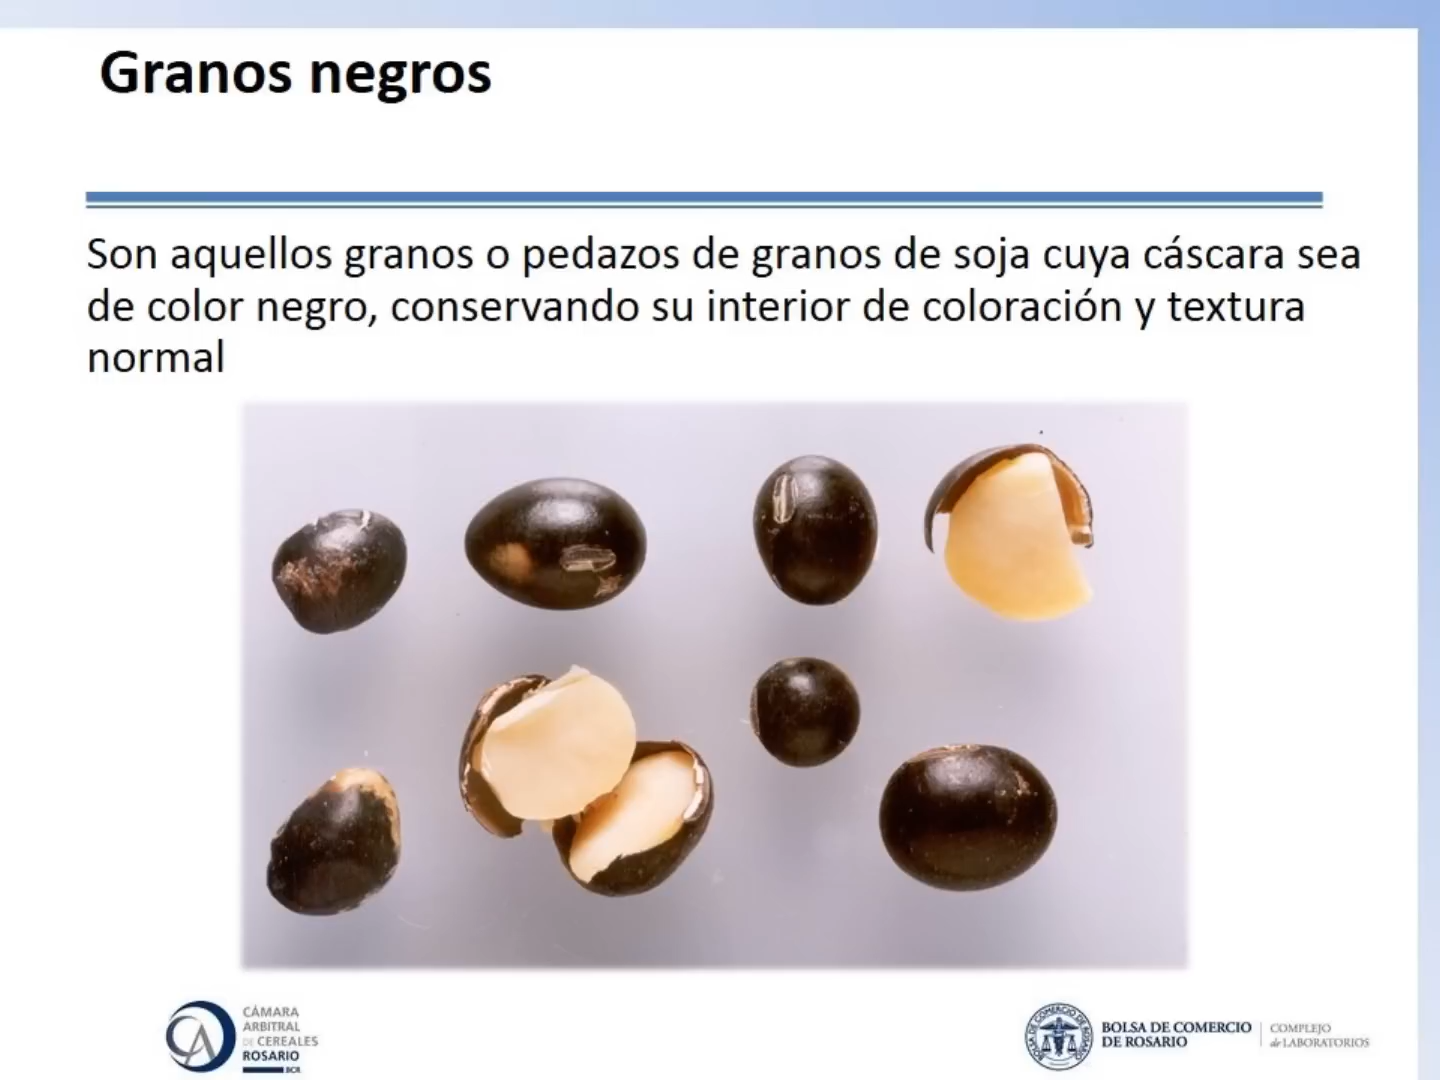 Granos negros
Son aquellos granos o pedazos de granos de soja cuya cáscara sea
de color negro, conservando su interior de coloración y textura
normal
CÁMARA
ARBITRAL
DE CEREALES
ROSARIO
BCR
BOLSA DE COMERCIO
DE ROSARIO
COMPLEJO
de LABORATORIOS